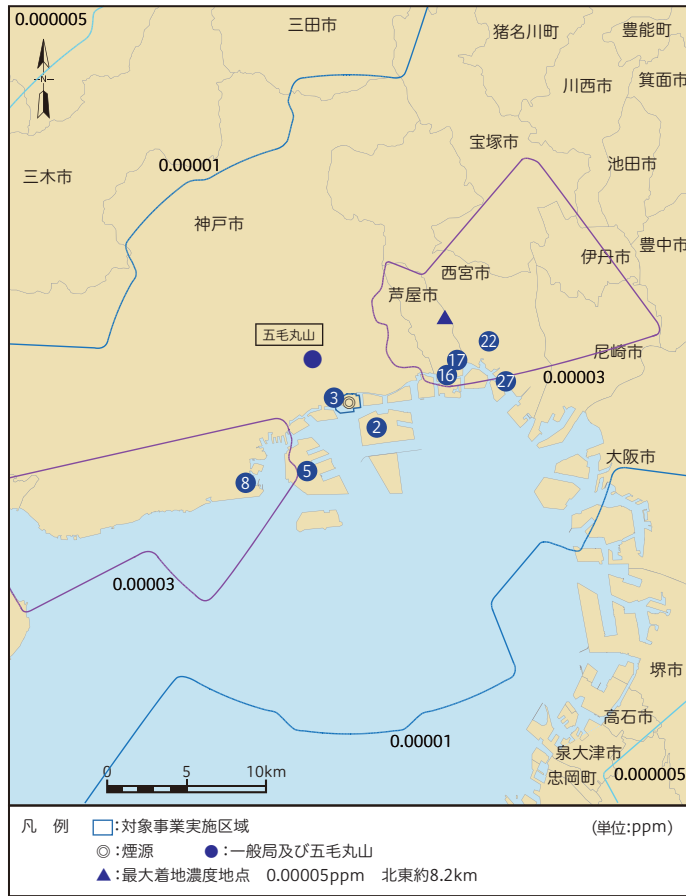 0.000005
三田市
猪名川町
豊能町
N
川西市
箕面市
宝塚市
0.00001
池田市
三木市
神戸市
豊中市
西宮市
伊丹市
芦屋市
五毛丸山
22
尼崎市
17
16
27
0.00003
3
2
大阪市
5
8
0.00003
堺市
高石市
0.00001
泉大津市
0 5 10km
忠岡町
0.000005
凡 例 :対象事業実施区域 (単位:ppm)
:煙源 :一般局及び五毛丸山
:最大着地濃度地点 0.00005ppm 北東約8.2km